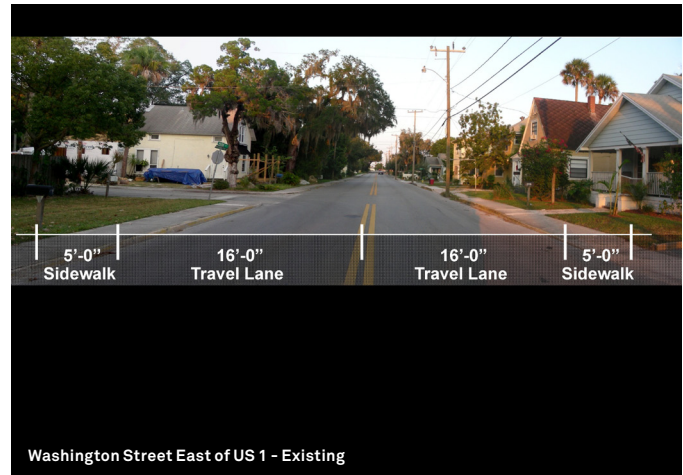 5'-0" 16'-0" 16'-0" 5'-0"
Sidewalk Travel Lane Travel Lane Sidewalk
Washington Street East of US 1 - Existing